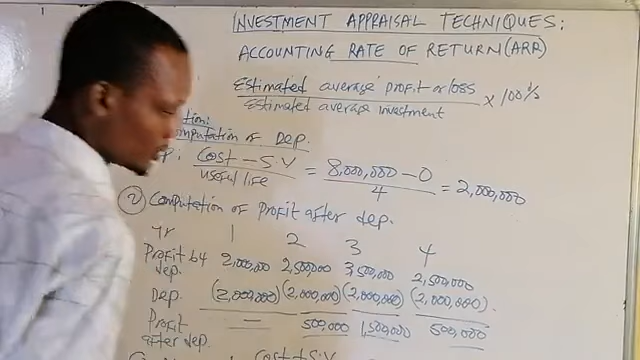 INVESTMENT APPRAISAL TECHNIQUES:
ACCOUNTING RATE OF RETURN (ARR)
Estimated average profit or loss
Estimated average investment
× 100%
tion:
mputation of Dep.
p: Cost - S.V = 8,000,000 - 0 = 2,000,000
useful life 4
(2) Computation of Profit after dep.
Yr 1 2 3 4
Profit b4 2,000,000 2,500,000 3,500,000 2,500,000
dep.
Dep. (2,000,000) (2,000,000) (2,000,000) (2,000,000).
Profit — 500,000 1,500,000 500,000
after dep.
Cost + S.V